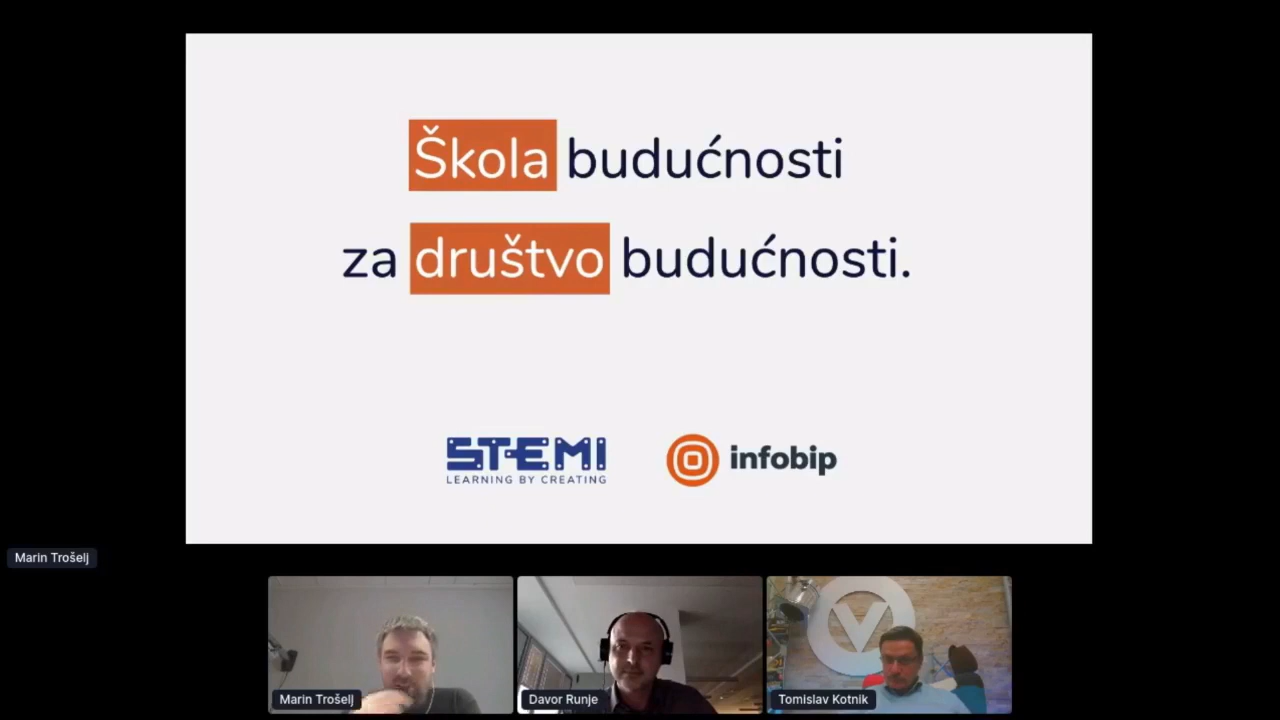 Škola budućnosti
za društvo budućnosti.
STEMI
LEARNING BY CREATING
infobip
Marin Trošelj
Marin Trošelj
Davor Runje
Tomislav Kotnik